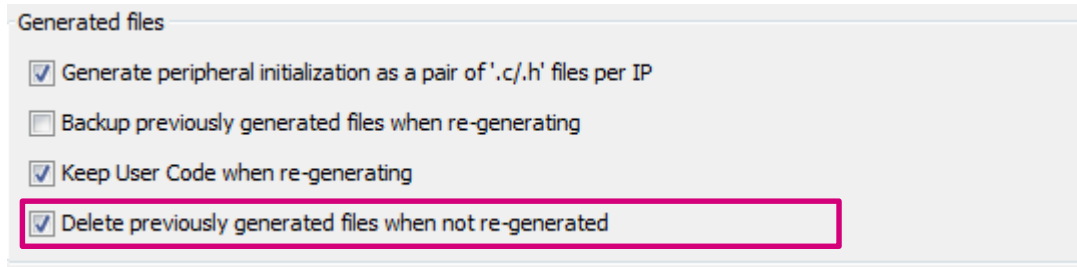 Generated files
Generate peripheral initialization as a pair of '.c/.h' files per IP
Backup previously generated files when re-generating
Keep User Code when re-generating
Delete previously generated files when not re-generated